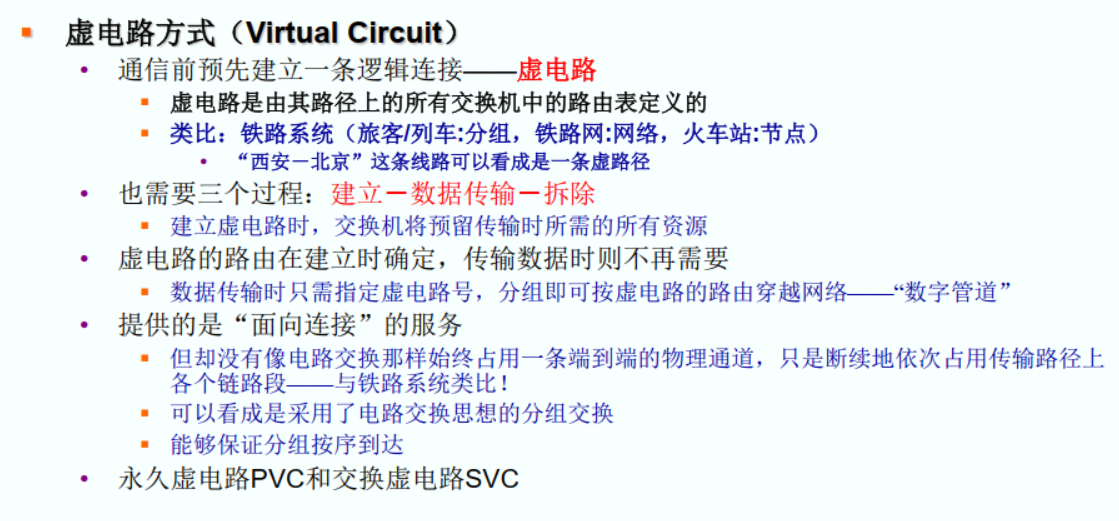 虚电路方式（Virtual Circuit）
通信前预先建立一条逻辑连接——虚电路
虚电路是由其路径上的所有交换机中的路由表定义的
类比：铁路系统（旅客/列车:分组，铁路网:网络，火车站:节点）
“西安－北京”这条线路可以看成是一条虚路径
也需要三个过程：建立－数据传输－拆除
建立虚电路时，交换机将预留传输时所需的所有资源
虚电路的路由在建立时确定，传输数据时则不再需要
数据传输时只需指定虚电路号，分组即可按虚电路的路由穿越网络——“数字管道”
提供的是“面向连接”的服务
但却没有像电路交换那样始终占用一条端到端的物理通道，只是断续地依次占用传输路径上
各个链路段——与铁路系统类比！
可以看成是采用了电路交换思想的分组交换
能够保证分组按序到达
永久虚电路PVC和交换虚电路SVC